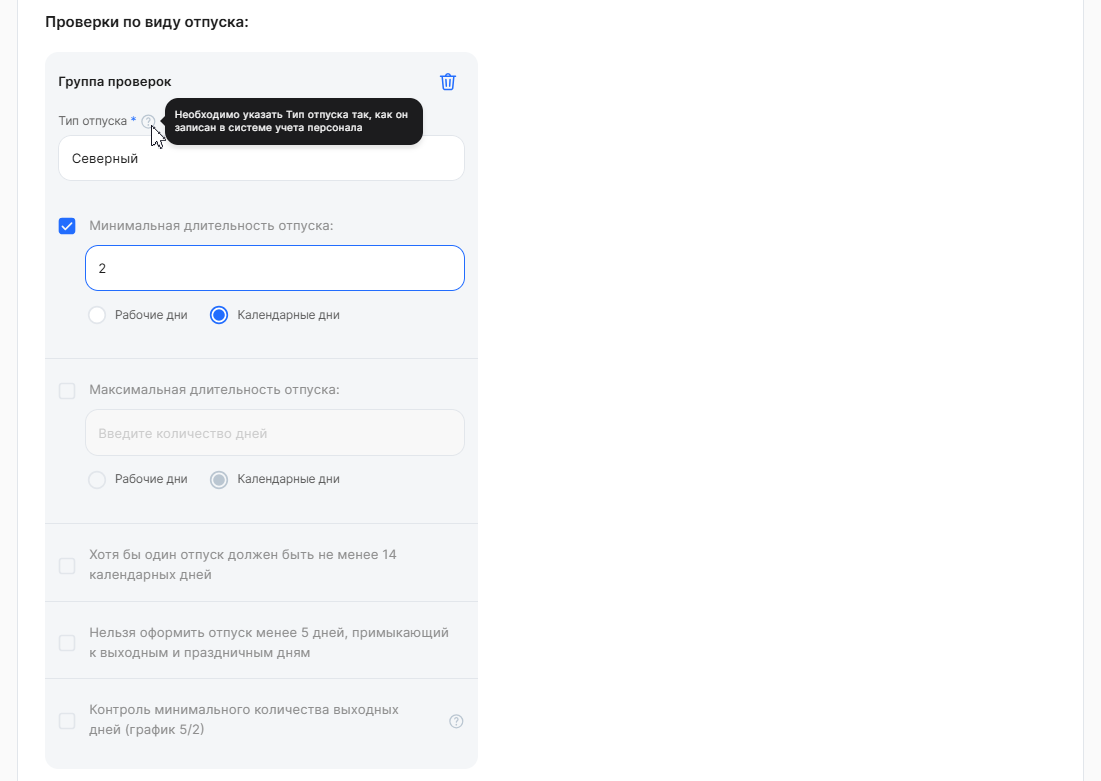 Проверки по виду отпуска:
Группа проверок
Тип отпуска * ?
Необходимо указать Тип отпуска так, как он
записан в системе учета персонала
Северный
Минимальная длительность отпуска:
2
Рабочие дни Календарные дни
Максимальная длительность отпуска:
Введите количество дней
Рабочие дни Календарные дни
Хотя бы один отпуск должен быть не менее 14
календарных дней
Нельзя оформить отпуск менее 5 дней, примыкающий
к выходным и праздничным дням
Контроль минимального количества выходных
дней (график 5/2) ?